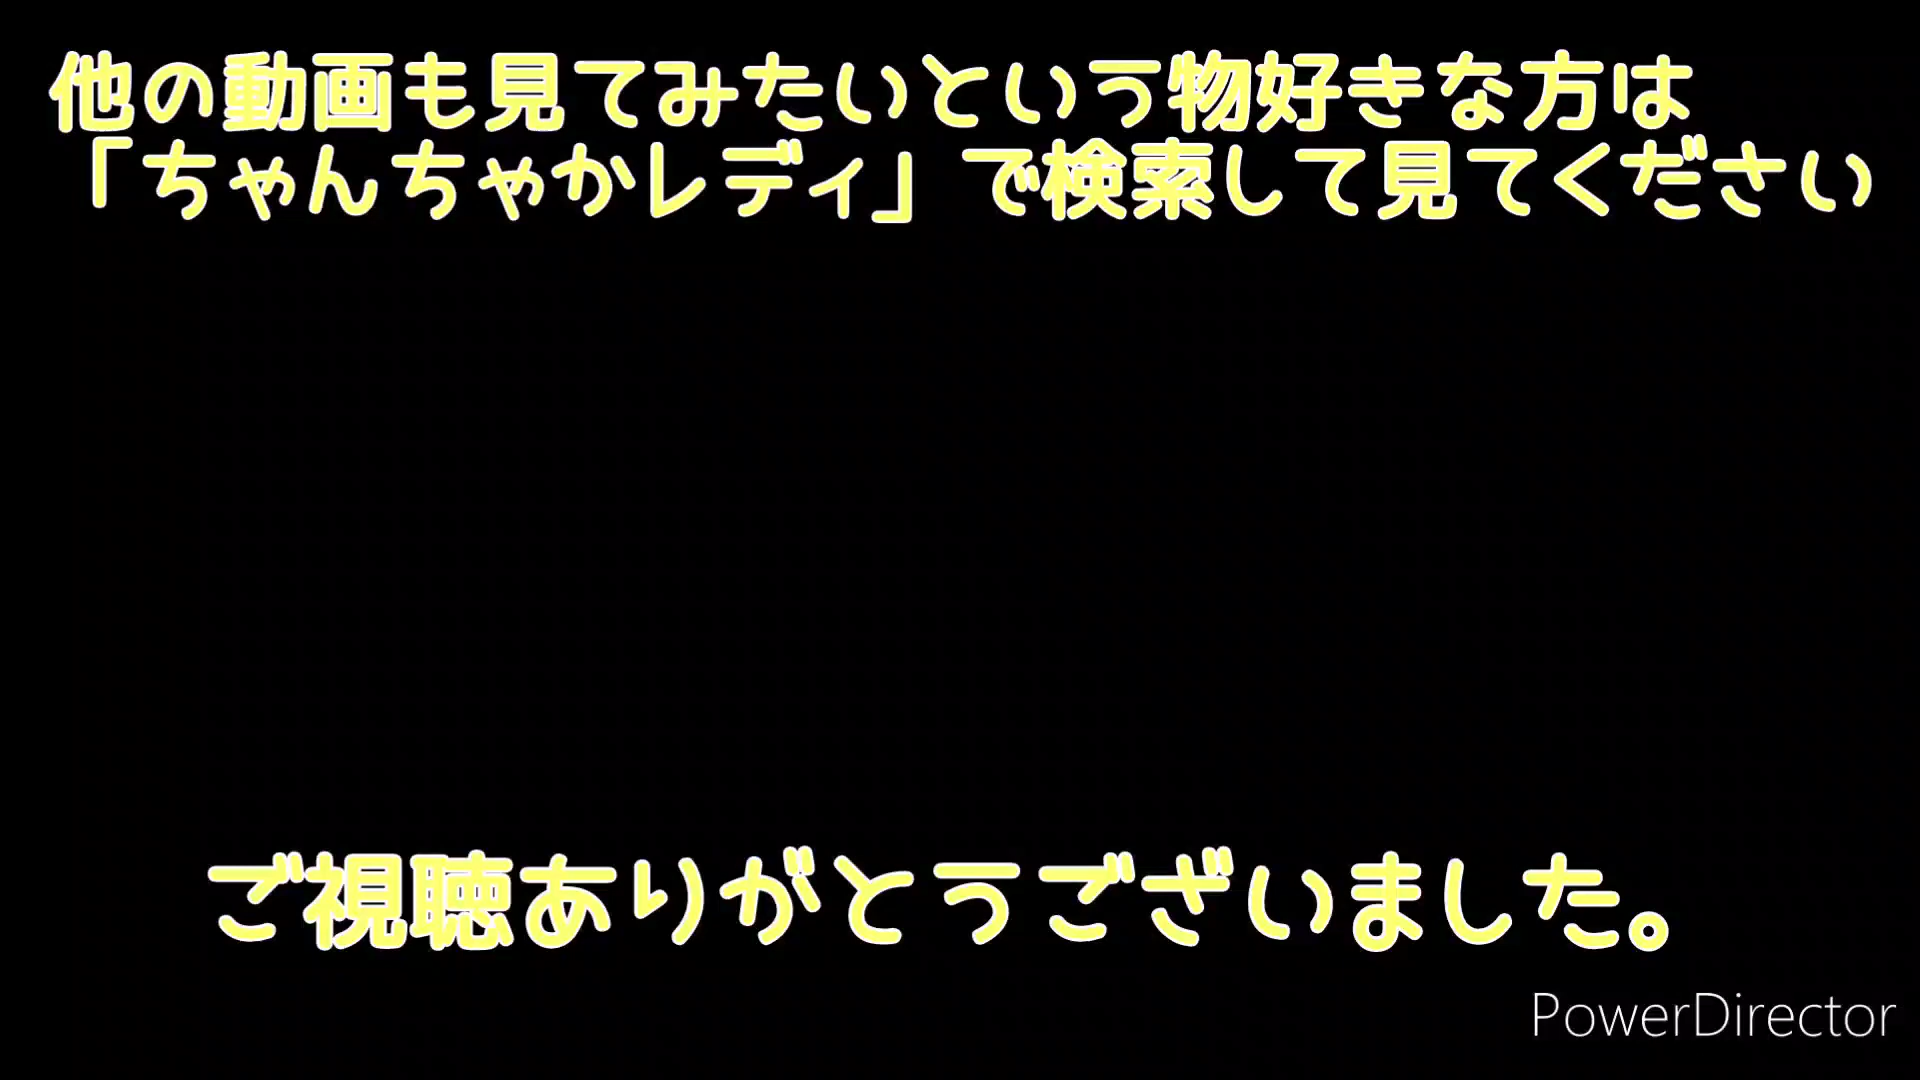 他の動画も見てみたいという物好きな方は
「ちゃんちゃかレディ」で検索して見てください
ご視聴ありがとうございました。
PowerDirector